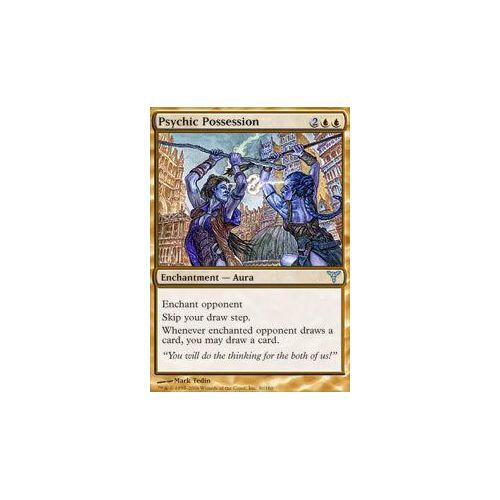 Psychic Possession 2
Enchantment — Aura
Enchant opponent
Skip your draw step.
Whenever enchanted opponent draws a
card, you may draw a card.
“You will do the thinking for the both of us!”
Mark Tedin